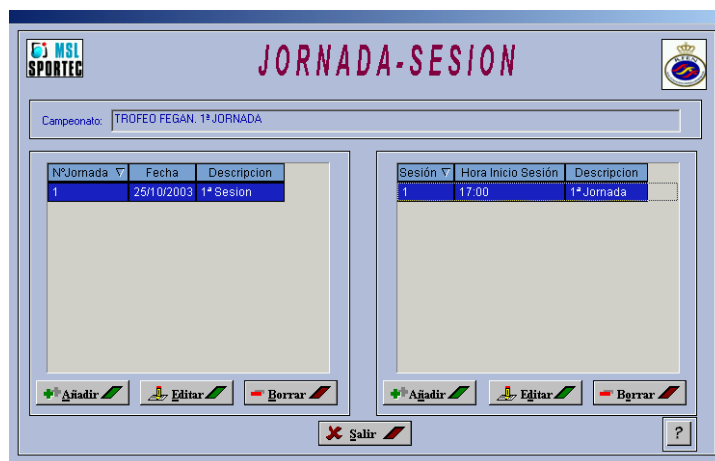 MSL
SPORTEC
JORNADA-SESION
RFEN
Campeonato: TROFEO FEGAN. 1ª JORNADA
NºJornada Fecha Descripcion
1 25/10/2003 1ª Sesion
Añadir Editar Borrar
Sesión Hora Inicio Sesión Descripcion
1 17:00 1ª Jornada
Añadir Editar Borrar
Salir ?